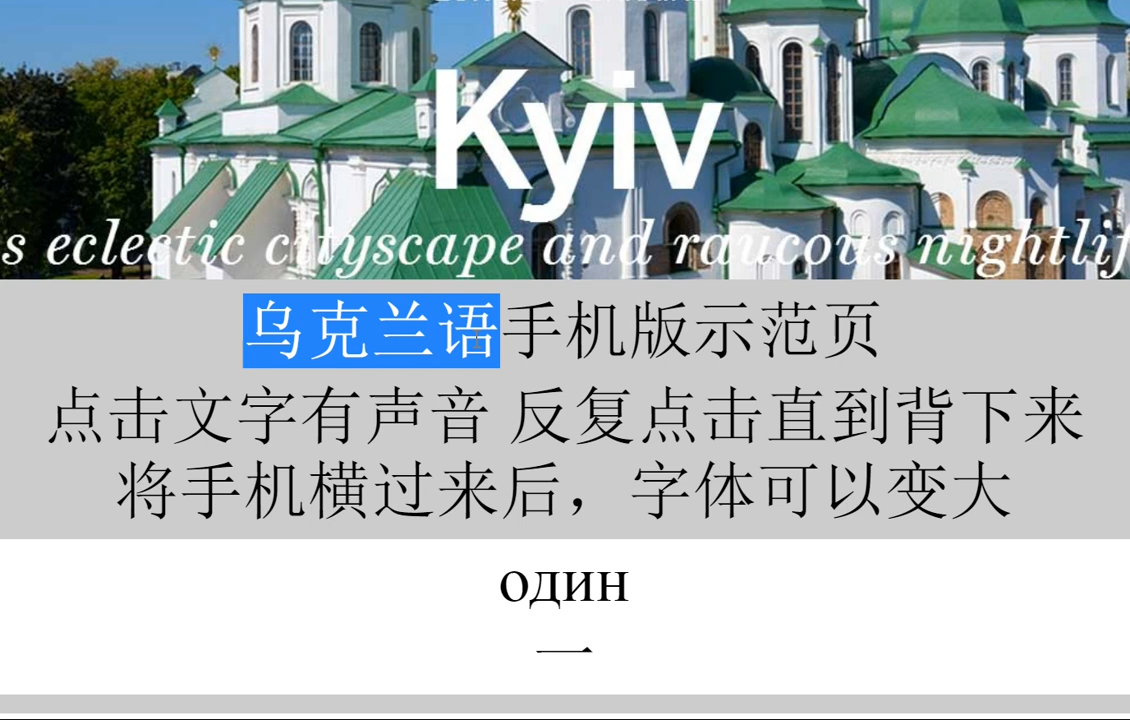 Kyiv
s eclectic cityscape and raucous nightlif
乌克兰语手机版示范页
点击文字有声音 反复点击直到背下来
将手机横过来后，字体可以变大
один
一